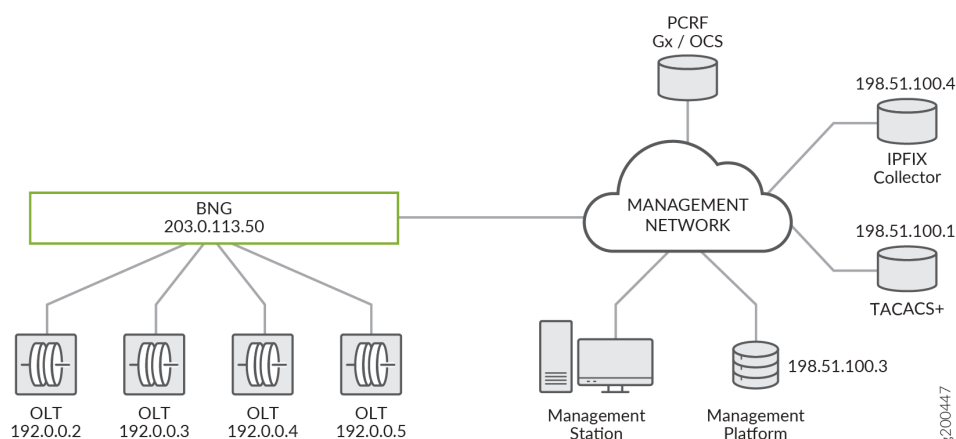 PCRF
Gx / OCS
198.51.100.4
IPFIX
Collector
MANAGEMENT
NETWORK
BNG
203.0.113.50
198.51.100.1
TACACS+
198.51.100.3
OLT
192.0.0.2
OLT
192.0.0.3
OLT
192.0.0.4
OLT
192.0.0.5
Management
Station
Management
Platform
g200447